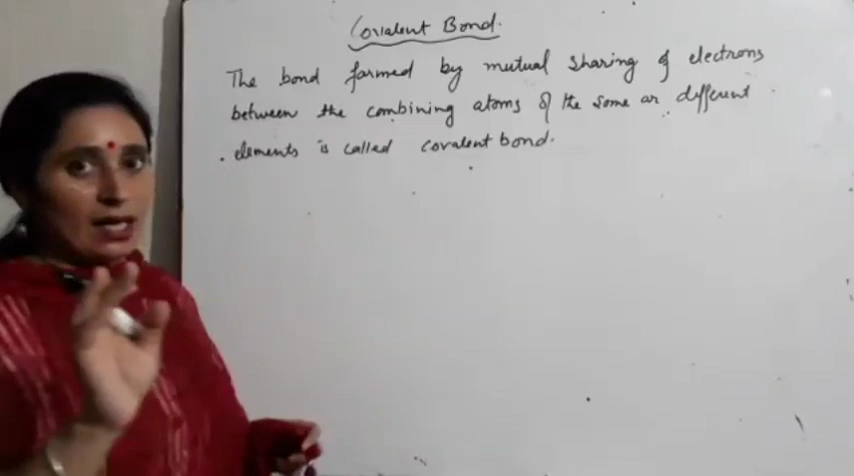 Covalent Bond.
The bond formed by mutual sharing of electrons
between the combining atoms of the same or different
elements is called covalent bond.